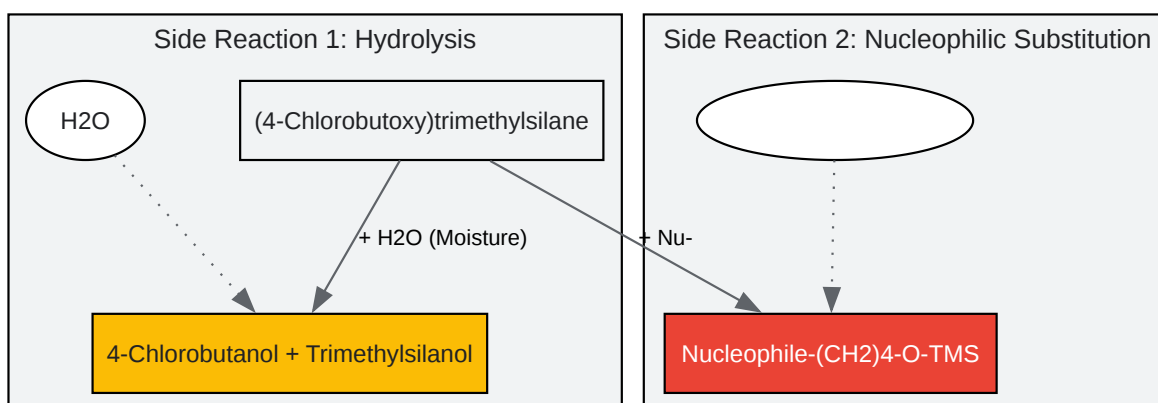 Side Reaction 1: Hydrolysis
Side Reaction 2: Nucleophilic Substitution
H2O
(4-Chlorobutoxy)trimethylsilane
+ H2O (Moisture)
+ Nu-
4-Chlorobutanol + Trimethylsilanol
Nucleophile-(CH2)4-O-TMS